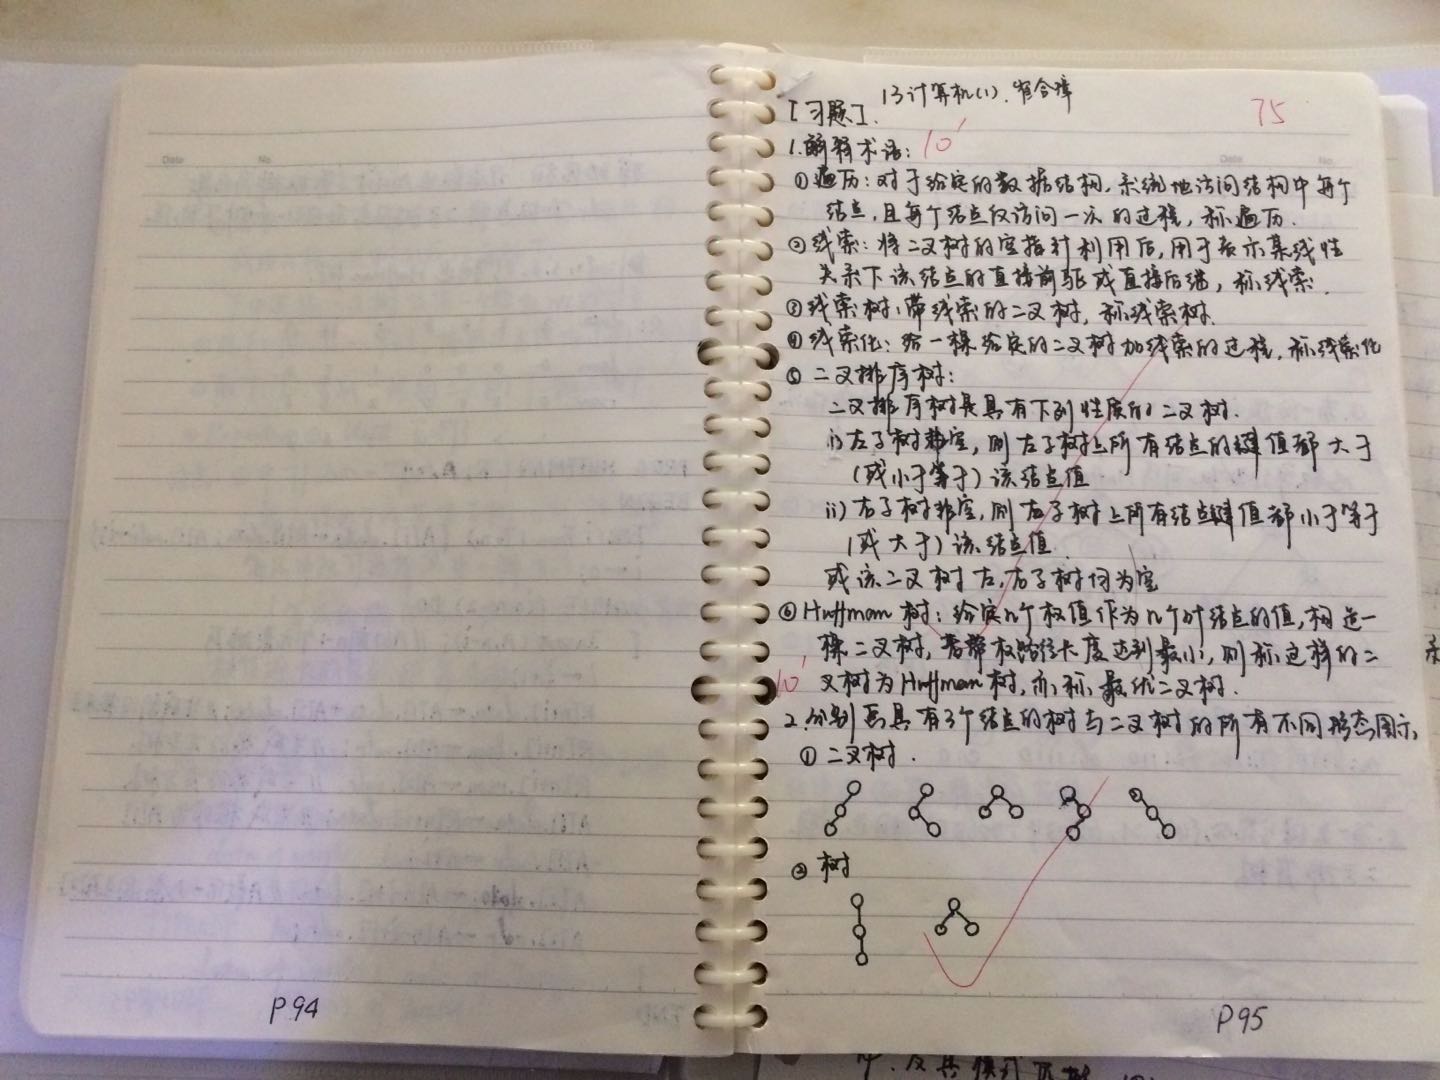 13计算机(1).
75
[习题].
1.解释术语: 10'
①遍历:对于给定的数据结构,系统地访问结构中每个
结点,且每个结点仅访问一次的过程,称遍历.
②线索:将二叉树的空指针利用后,用于表示某线性
关系下该结点的直接前驱或直接后继,称线索.
③线索树:带线索的二叉树,称线索树.
④线索化:给一棵给定的二叉树加线索的过程,称线索化
⑤二叉排序树:
二叉排序树是具有下列性质的二叉树.
i)左子树非空,则左子树上所有结点的键值都大于
(或小于等于)该结点值
ii)右子树非空,则右子树上所有结点键值都小于等于
(或大于)该结点值.
或该二叉树左,右子树何为空
⑥Huffman树:给定n个权值作为n个叶结点的值,构造一
棵二叉树,若带权路径长度达到最小,则称这样的二
10' 叉树为Huffman树,亦称最优二叉树.
2.分别写具有3个结点的树与二叉树的所有不同形态图示.
①二叉树.
②树
P94
P95